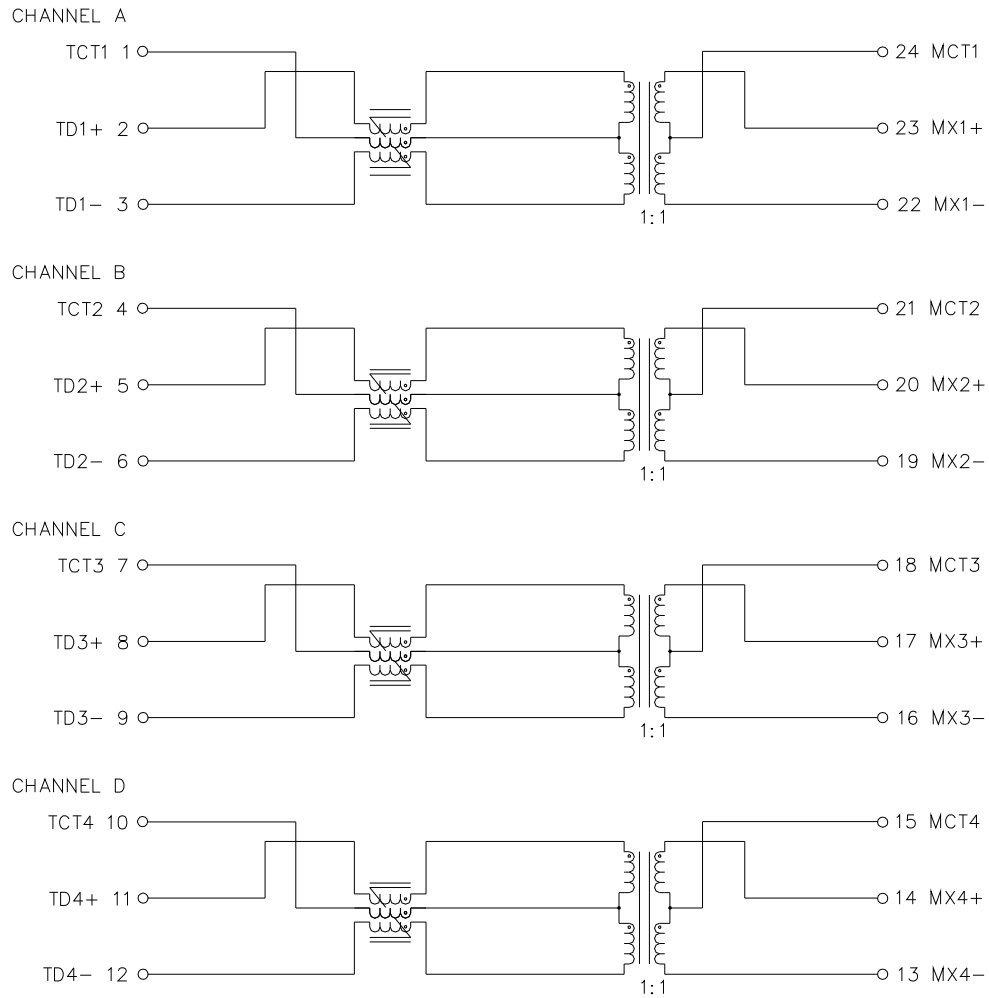 CHANNEL A
TCT1 1 24 MCT1
TD1+ 2 23 MX1+
TD1- 3 22 MX1-
1:1
CHANNEL B
TCT2 4 21 MCT2
TD2+ 5 20 MX2+
TD2- 6 19 MX2-
1:1
CHANNEL C
TCT3 7 18 MCT3
TD3+ 8 17 MX3+
TD3- 9 16 MX3-
1:1
CHANNEL D
TCT4 10 15 MCT4
TD4+ 11 14 MX4+
TD4- 12 13 MX4-
1:1